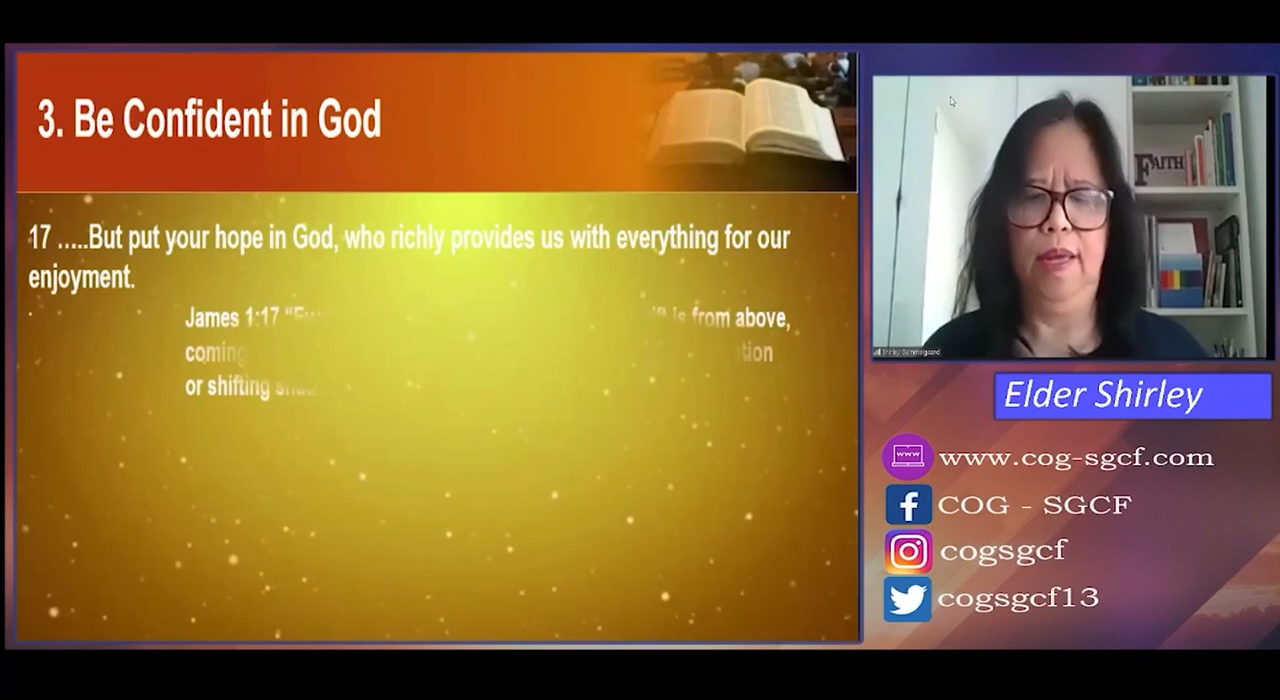 3. Be Confident in God
17 .....But put your hope in God, who richly provides us with everything for our
enjoyment.
James 1:17 is from above,
coming
or shifting
FAITH
Elder Shirley
www.cog-sgcf.com
COG - SGCF
cogsgcf
cogsgcf13
www